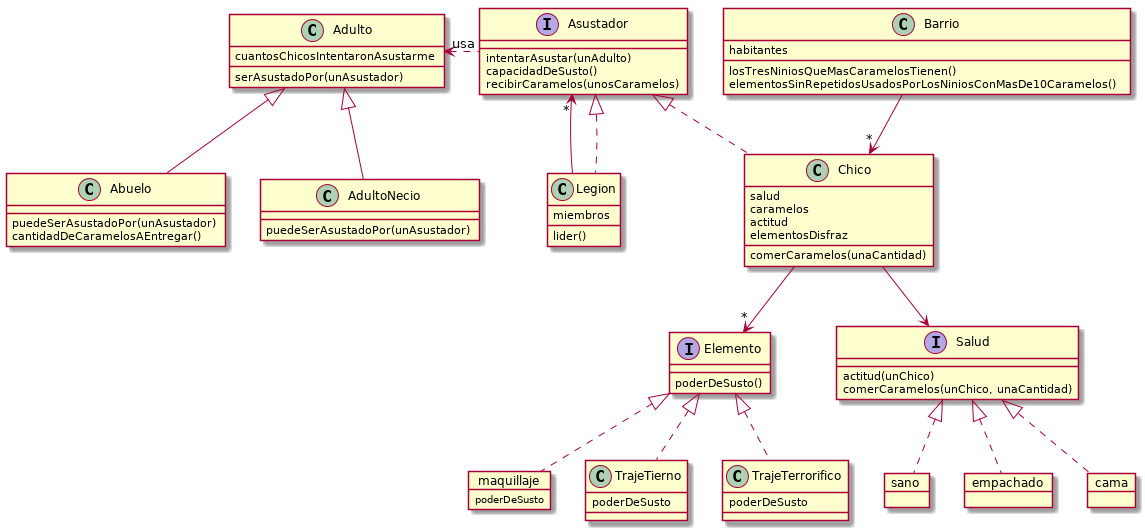 C Adulto
cuantosChicosIntentaronAsustarme
serAsustadoPor(unAsustador)
usa
I Asustador
intentarAsustar(unAdulto)
capacidadDeSusto()
recibirCaramelos(unosCaramelos)
C Barrio
habitantes
losTresNiniosQueMasCaramelosTienen()
elementosSinRepetidosUsadosPorLosNiniosConMasDe10Caramelos()
*
*
C Abuelo
puedeSerAsustadoPor(unAsustador)
cantidadDeCaramelosAEntregar()
C AdultoNecio
puedeSerAsustadoPor(unAsustador)
C Legion
miembros
lider()
C Chico
salud
caramelos
actitud
elementosDisfraz
comerCaramelos(unaCantidad)
*
I Elemento
poderDeSusto()
I Salud
actitud(unChico)
comerCaramelos(unChico, unaCantidad)
maquillaje
poderDeSusto
C TrajeTierno
poderDeSusto
C TrajeTerrorifico
poderDeSusto
sano
empachado
cama